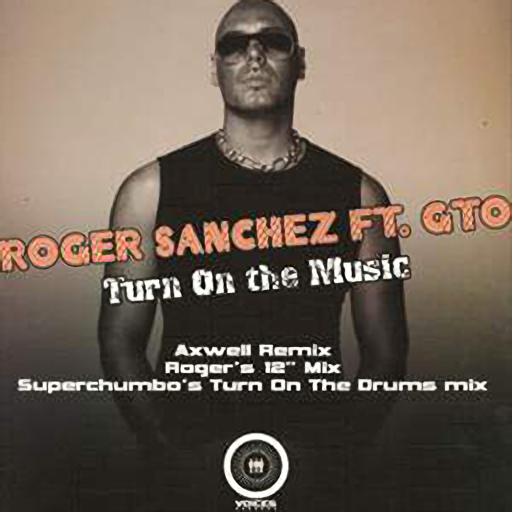 ROGER SANCHEZ FT. GTO
Turn On the Music
Axwell Remix
Roger's 12" Mix
Superchumbo's Turn On The Drums mix
VOICES